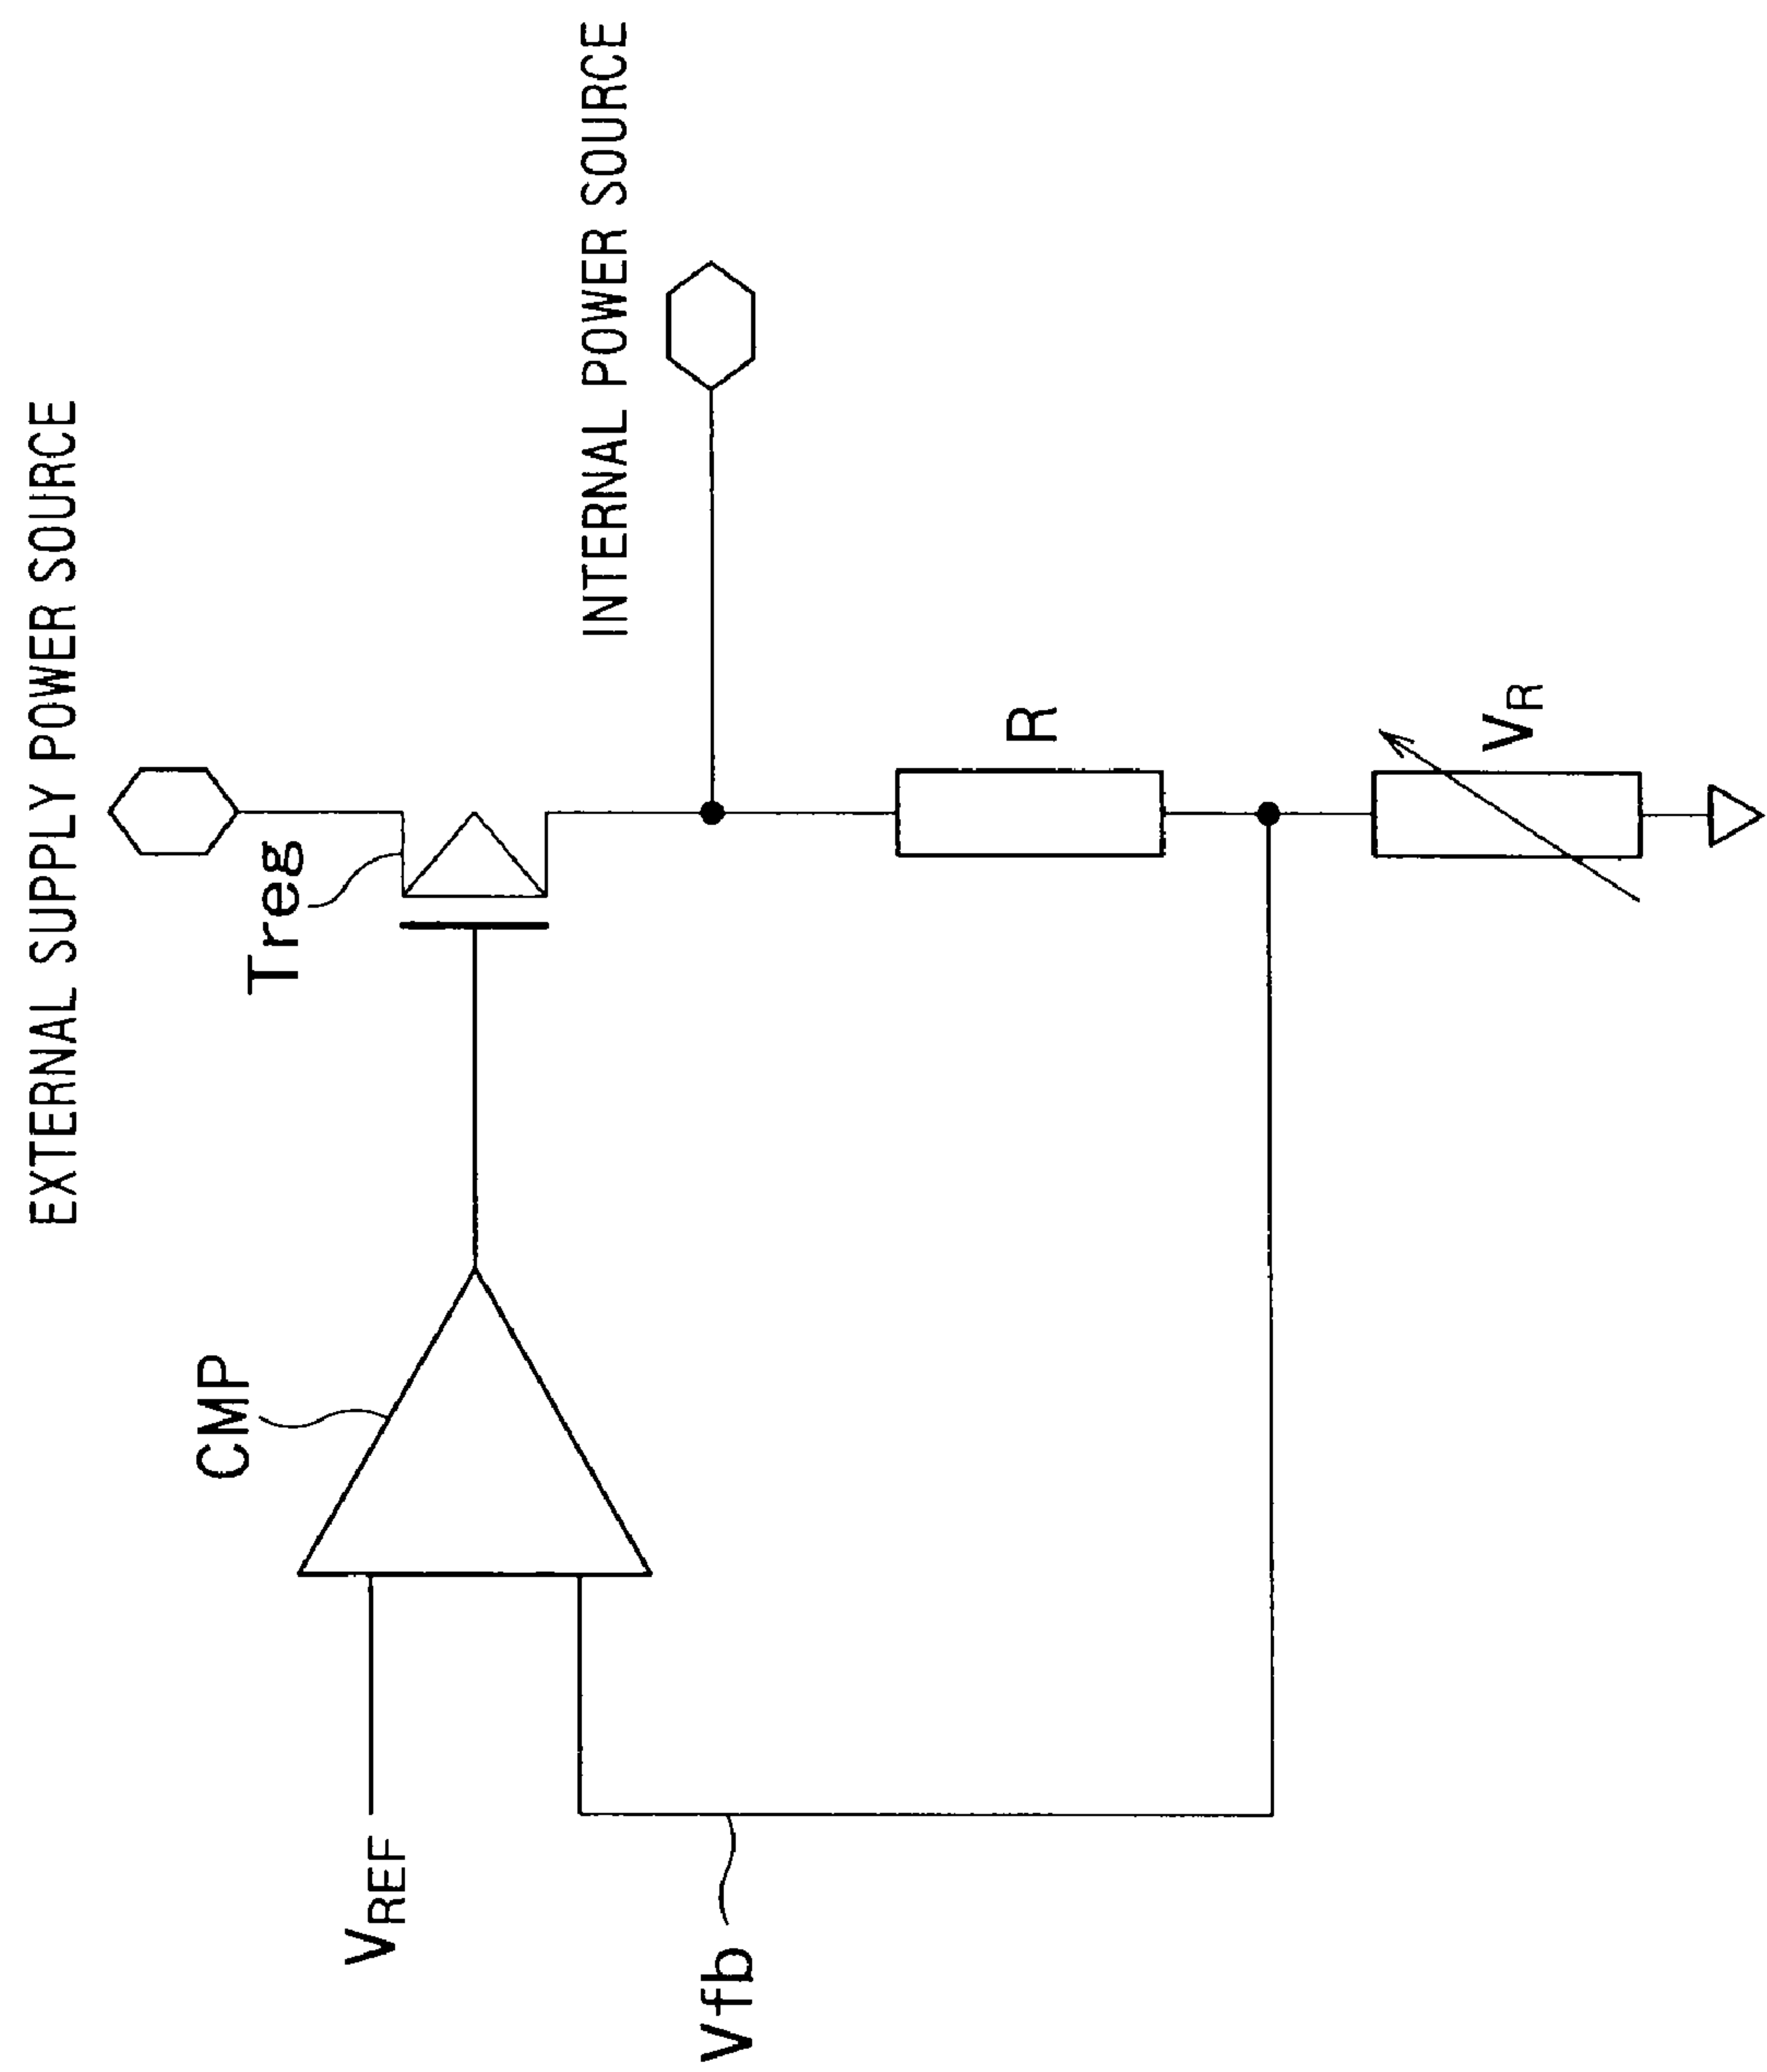 EXTERNAL SUPPLY POWER SOURCE
Treg
INTERNAL POWER SOURCE
CMP
R
VREF
VR
Vfb